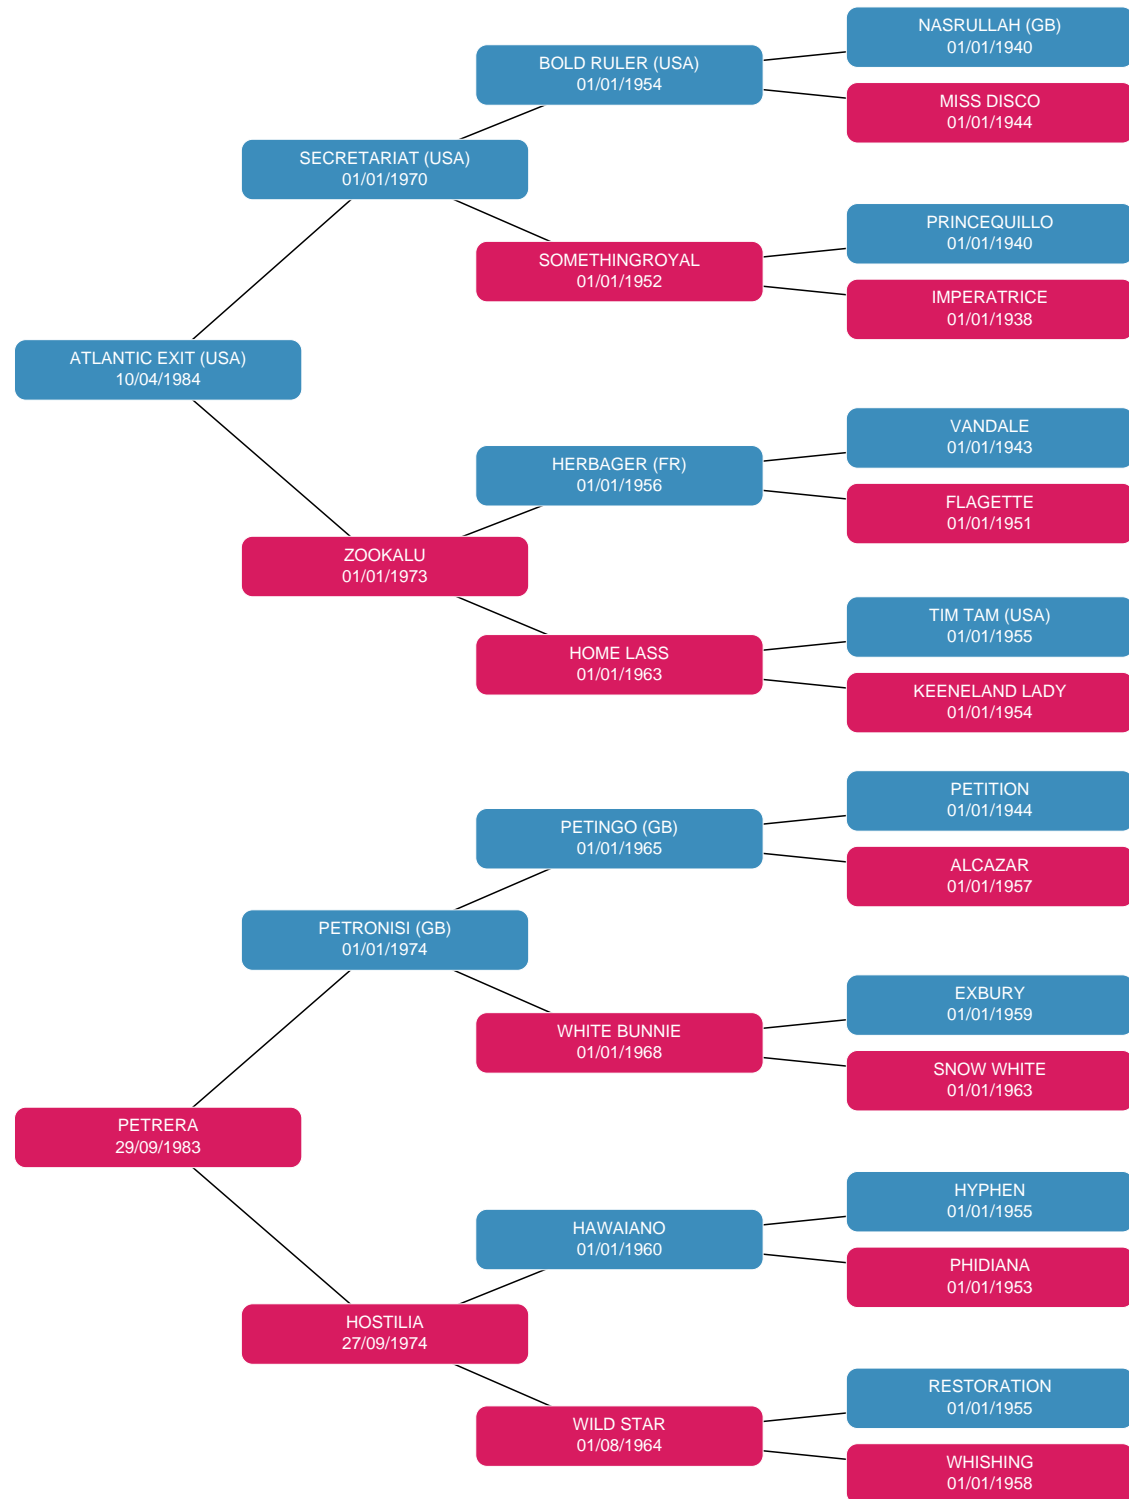 NASRULLAH (GB)
01/01/1940
BOLD RULER (USA)
01/01/1954
MISS DISCO
01/01/1944
SECRETARIAT (USA)
01/01/1970
PRINCEQUILLO
01/01/1940
SOMETHINGROYAL
01/01/1952
IMPERATRICE
01/01/1938
ATLANTIC EXIT (USA)
10/04/1984
VANDALE
01/01/1943
HERBAGER (FR)
01/01/1956
FLAGETTE
01/01/1951
ZOOKALU
01/01/1973
TIM TAM (USA)
01/01/1955
HOME LASS
01/01/1963
KEENELAND LADY
01/01/1954
PETITION
01/01/1944
PETINGO (GB)
01/01/1965
ALCAZAR
01/01/1957
PETRONISI (GB)
01/01/1974
EXBURY
01/01/1959
WHITE BUNNIE
01/01/1968
SNOW WHITE
01/01/1963
PETRERA
29/09/1983
HYPHEN
01/01/1955
HAWAIANO
01/01/1960
PHIDIANA
01/01/1953
HOSTILIA
27/09/1974
RESTORATION
01/01/1955
WILD STAR
01/08/1964
WHISHING
01/01/1958